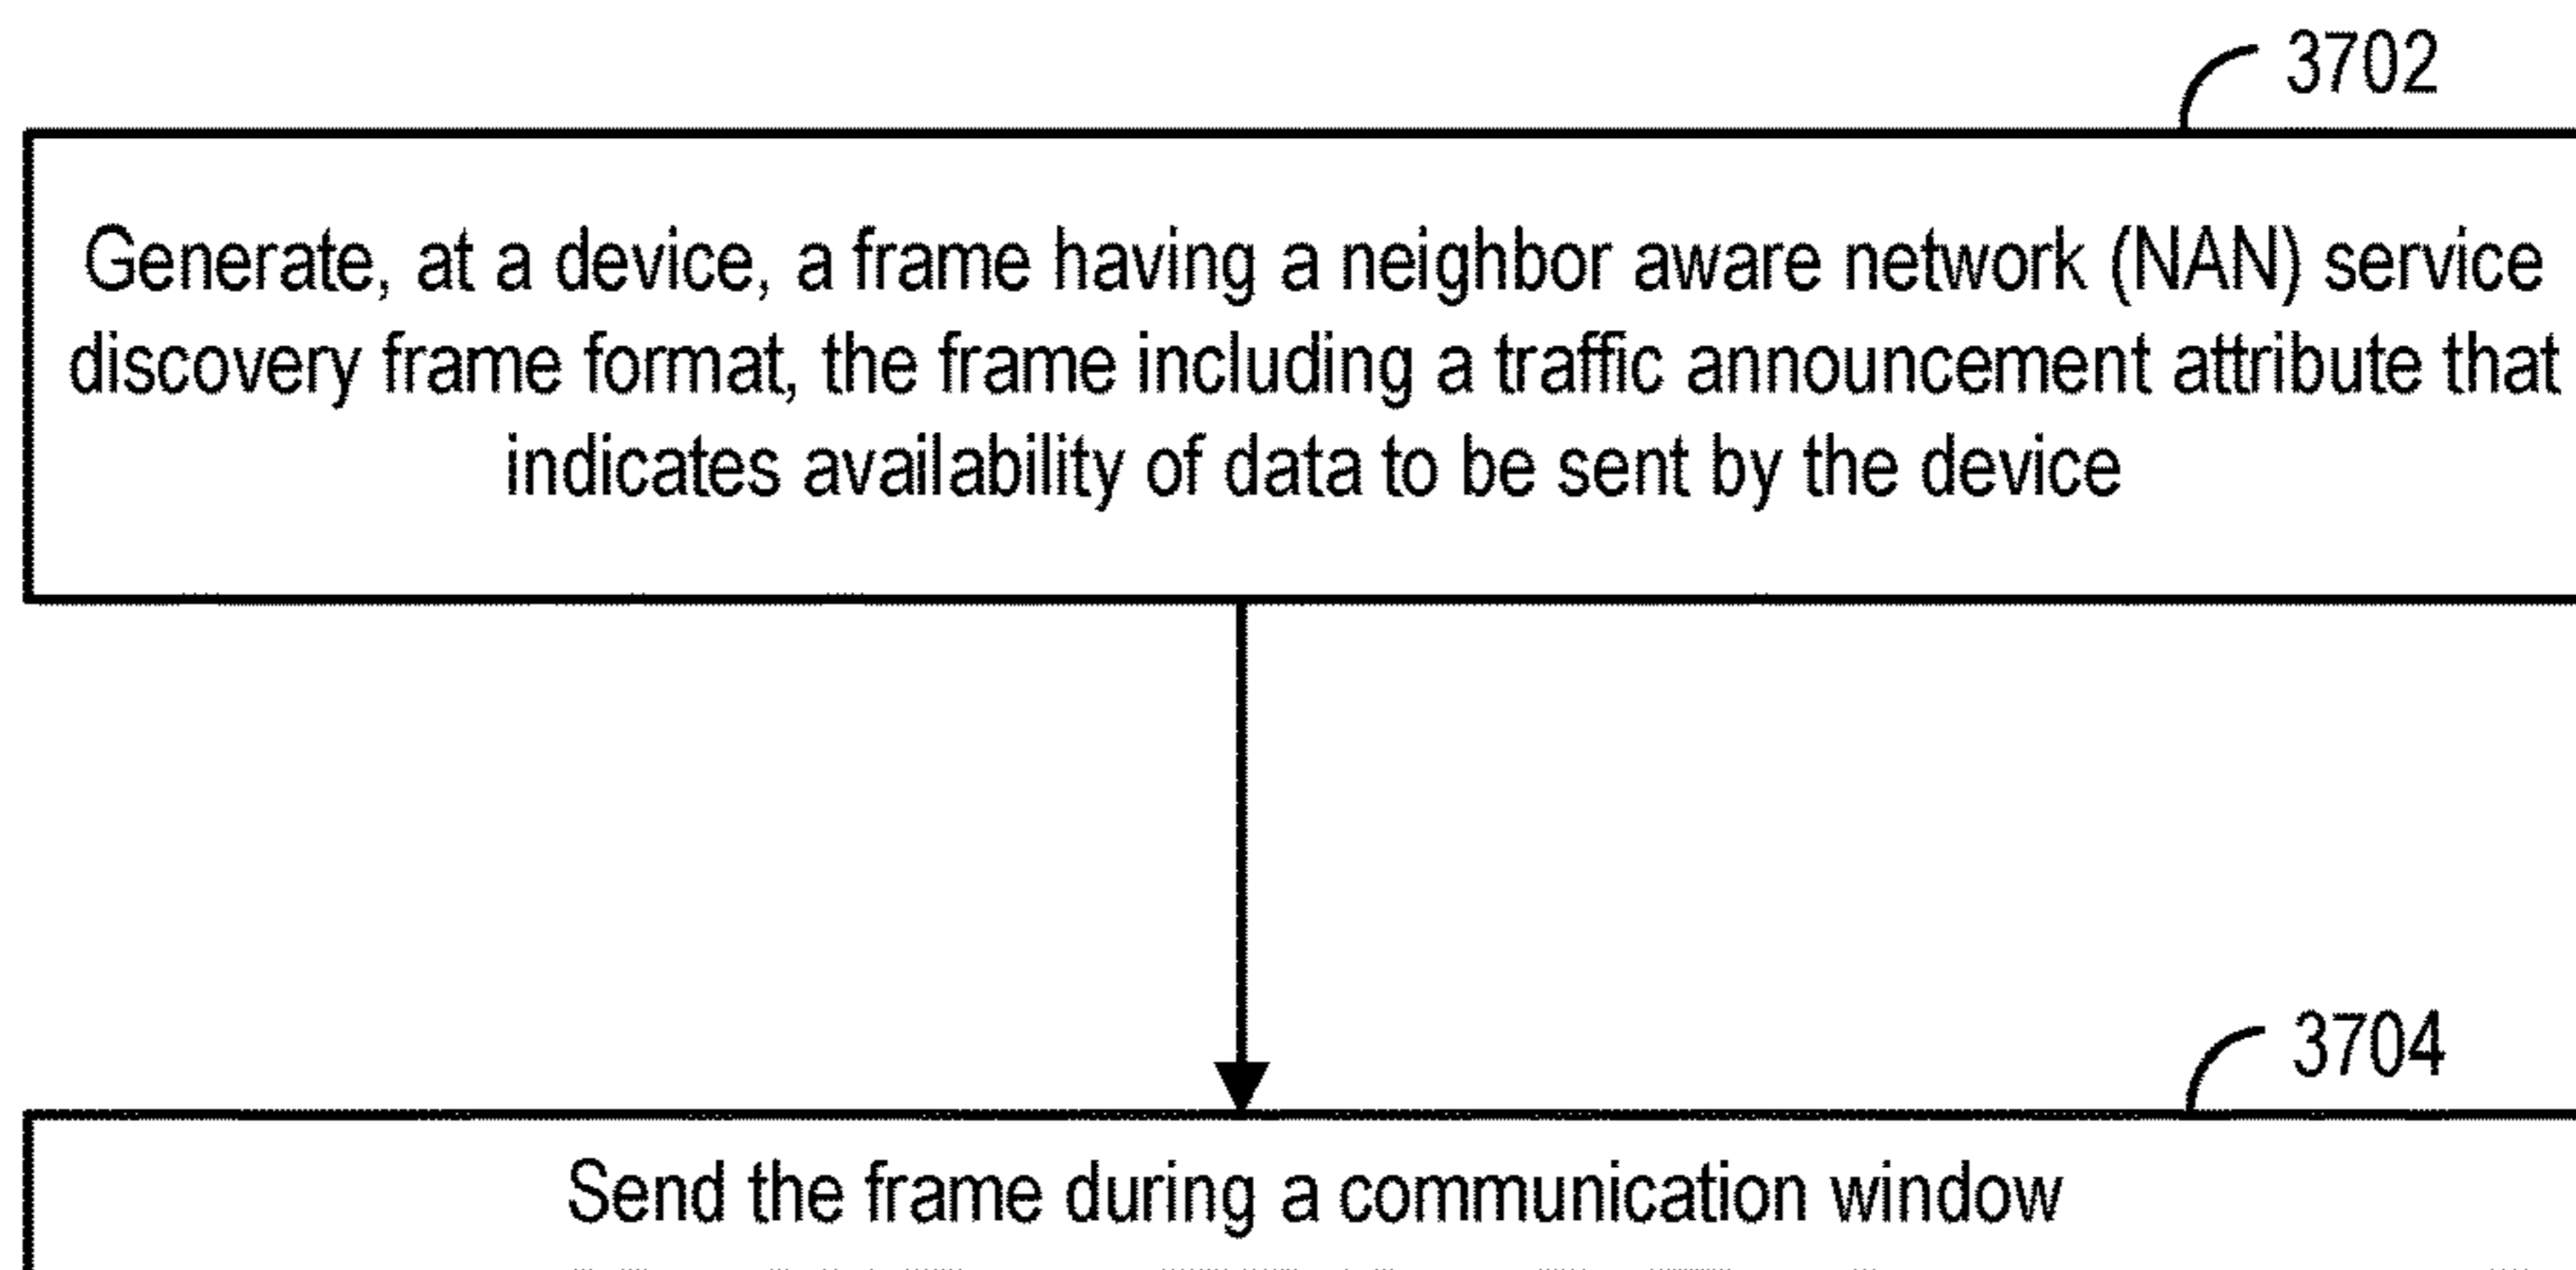 3702
Generate, at a device, a frame having a neighbor aware network (NAN) service
discovery frame format, the frame including a traffic announcement attribute that
indicates availability of data to be sent by the device
3704
Send the frame during a communication window